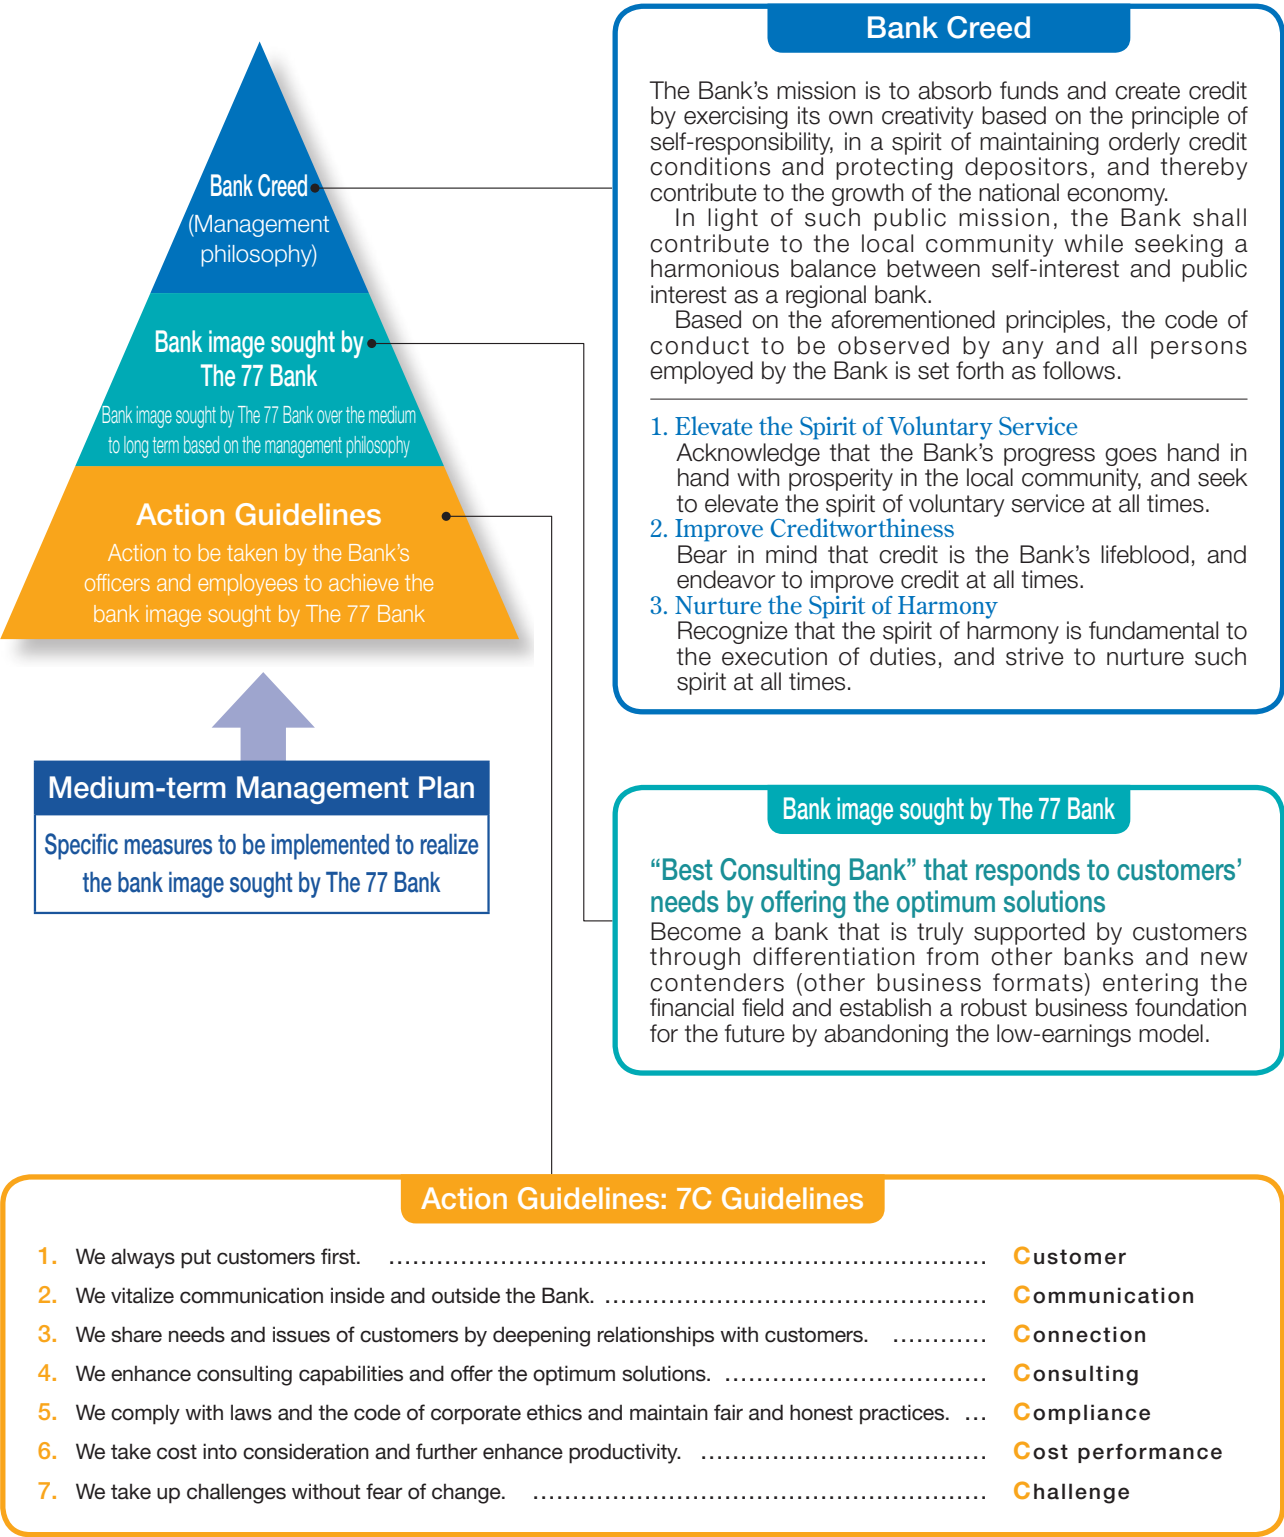 Bank Creed
(Management
philosophy)
Bank image sought by
The 77 Bank
Bank image sought by The 77 Bank over the medium
to long term based on the management philosophy
Action Guidelines
Action to be taken by the Bank’s
officers and employees to achieve the
bank image sought by The 77 Bank
Medium-term Management Plan
Specific measures to be implemented to realize
the bank image sought by The 77 Bank
Bank Creed
The Bank’s mission is to absorb funds and create credit
by exercising its own creativity based on the principle of
self-responsibility, in a spirit of maintaining orderly credit
conditions and protecting depositors, and thereby
contribute to the growth of the national economy.
In light of such public mission, the Bank shall
contribute to the local community while seeking a
harmonious balance between self-interest and public
interest as a regional bank.
Based on the aforementioned principles, the code of
conduct to be observed by any and all persons
employed by the Bank is set forth as follows.
1. Elevate the Spirit of Voluntary Service
Acknowledge that the Bank’s progress goes hand in
hand with prosperity in the local community, and seek
to elevate the spirit of voluntary service at all times.
2. Improve Creditworthiness
Bear in mind that credit is the Bank’s lifeblood, and
endeavor to improve credit at all times.
3. Nurture the Spirit of Harmony
Recognize that the spirit of harmony is fundamental to
the execution of duties, and strive to nurture such
spirit at all times.
Bank image sought by The 77 Bank
“Best Consulting Bank” that responds to customers’
needs by offering the optimum solutions
Become a bank that is truly supported by customers
through differentiation from other banks and new
contenders (other business formats) entering the
financial field and establish a robust business foundation
for the future by abandoning the low-earnings model.
Action Guidelines: 7C Guidelines
1. We always put customers first. ........................................................................... Customer
2. We vitalize communication inside and outside the Bank. ................................................ Communication
3. We share needs and issues of customers by deepening relationships with customers. ............ Connection
4. We enhance consulting capabilities and offer the optimum solutions. ................................. Consulting
5. We comply with laws and the code of corporate ethics and maintain fair and honest practices. ... Compliance
6. We take cost into consideration and further enhance productivity. .................................... Cost performance
7. We take up challenges without fear of change. ......................................................... Challenge